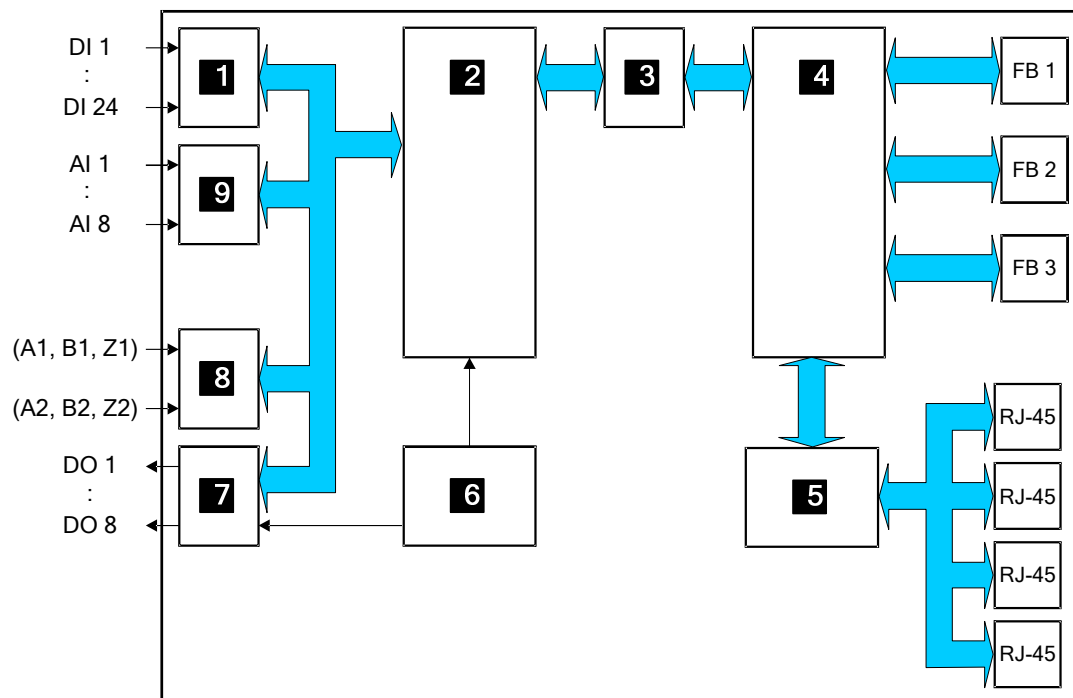 DI 1
:
DI 24
AI 1
:
AI 8
(A1, B1, Z1)
(A2, B2, Z2)
DO 1
:
DO 8
1
9
8
7
2
6
3
4
5
FB 1
FB 2
FB 3
RJ-45
RJ-45
RJ-45
RJ-45